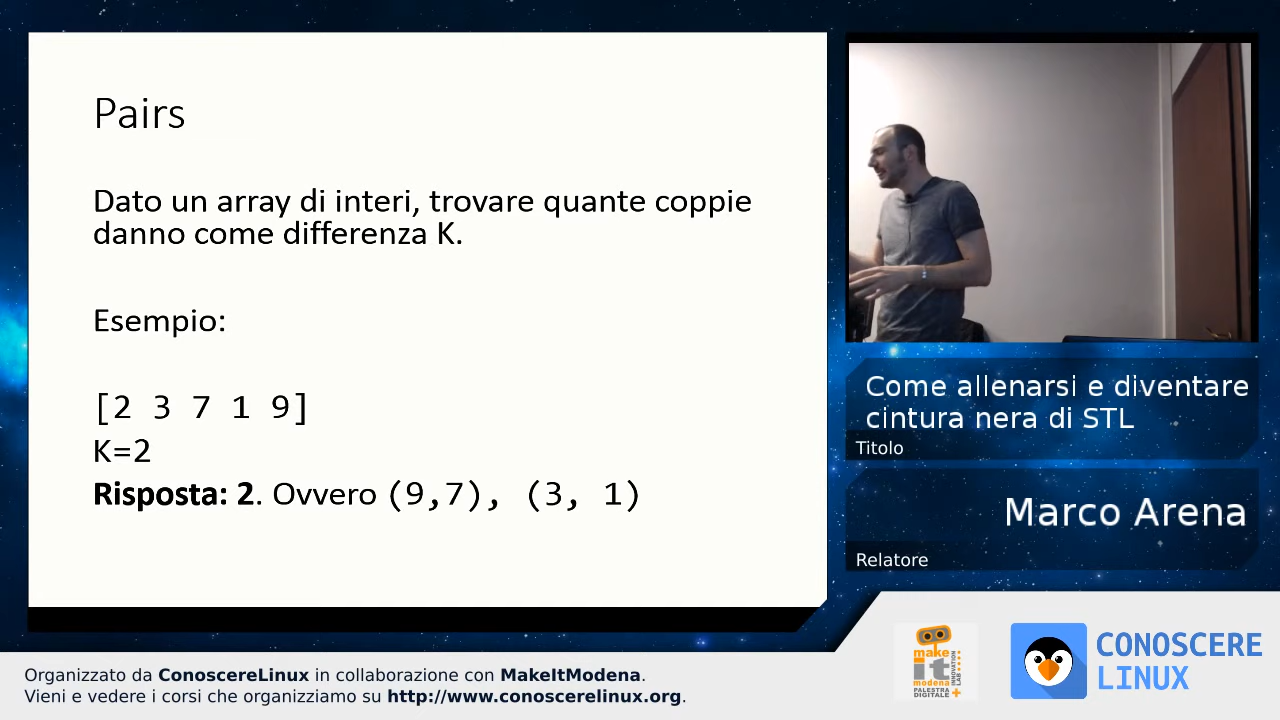 Pairs
Dato un array di interi, trovare quante coppie
danno come differenza K.
Esempio:
[2 3 7 1 9]
K=2
Risposta: 2. Ovvero (9,7), (3, 1)
Come allenarsi e diventare
cintura nera di STL
Titolo
Marco Arena
Relatore
make
it
modena
PALESTRA
DIGITALE
INNOVATION
LAB
CONOSCERE
LINUX
Organizzato da ConoscereLinux in collaborazione con MakeItModena.
Vieni e vedere i corsi che organizziamo su http://www.conoscerelinux.org.